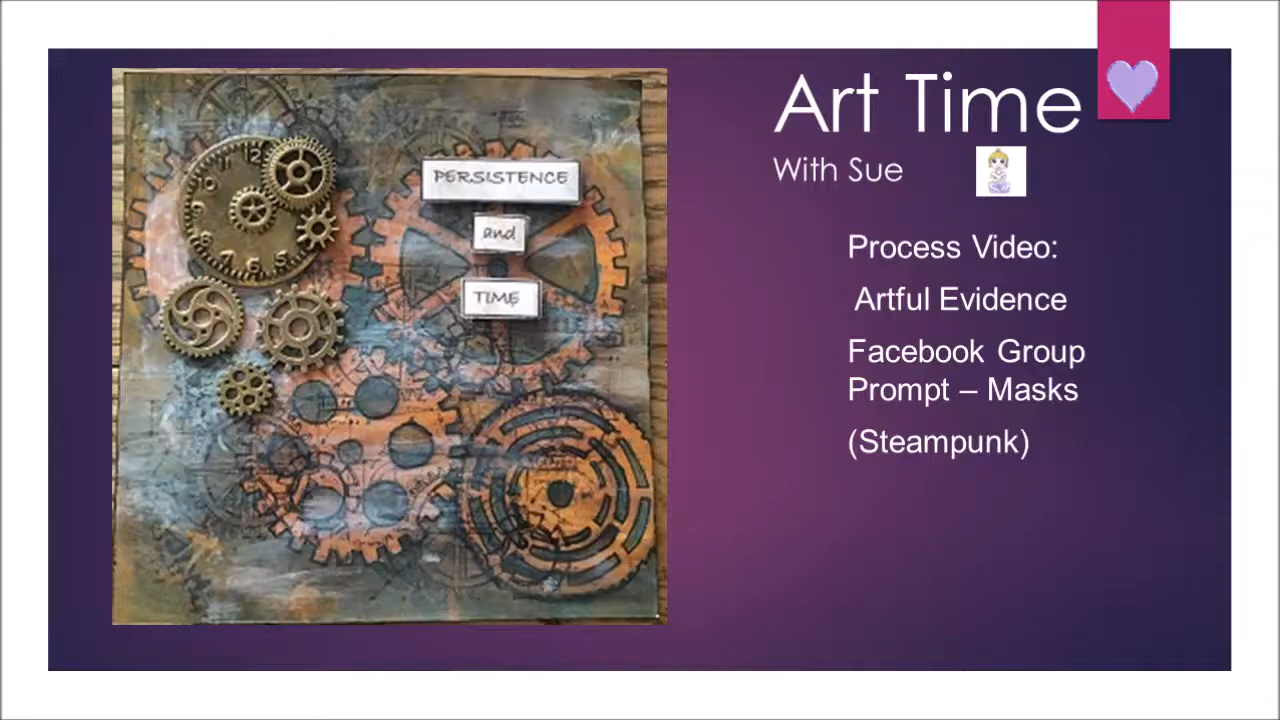 PERSISTENCE
and
TIME
Art Time
With Sue
Process Video:
Artful Evidence
Facebook Group
Prompt – Masks
(Steampunk)